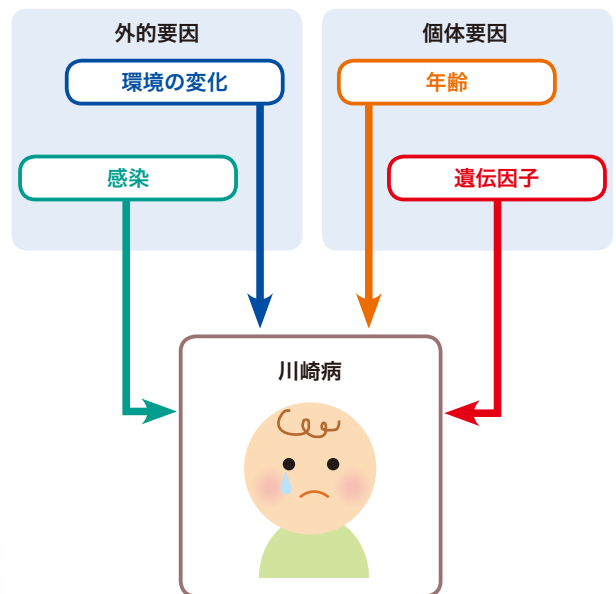 外的要因
環境の変化
感染
個体要因
年齢
遺伝因子
川崎病